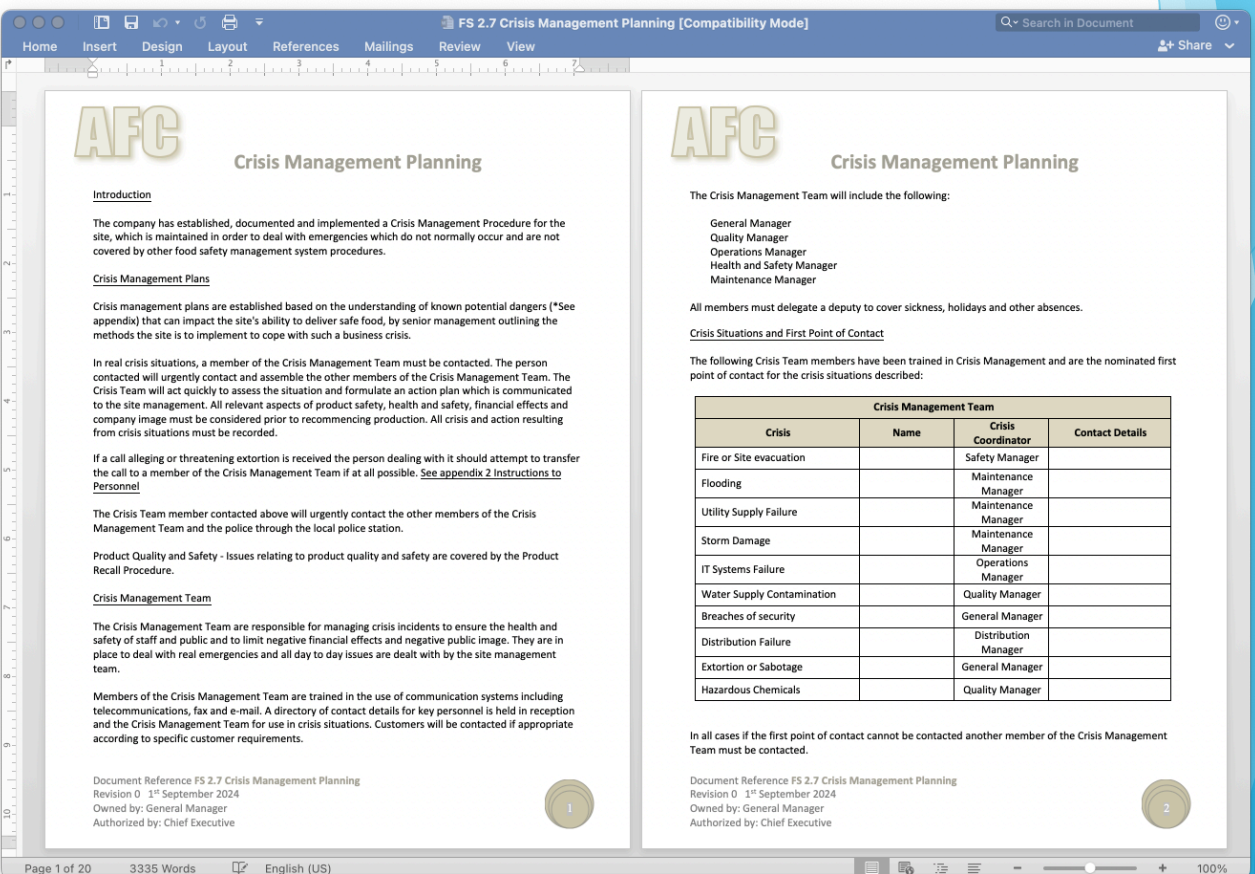 FS 2.7 Crisis Management Planning [Compatibility Mode]
Search in Document
Home Insert Design Layout References Mailings Review View
Share
1 2 3 4 5 6 7
AFC
Crisis Management Planning
Introduction
The company has established, documented and implemented a Crisis Management Procedure for the
site, which is maintained in order to deal with emergencies which do not normally occur and are not
covered by other food safety management system procedures.
Crisis Management Plans
Crisis management plans are established based on the understanding of known potential dangers (*See
appendix) that can impact the site's ability to deliver safe food, by senior management outlining the
methods the site is to implement to cope with such a business crisis.
In real crisis situations, a member of the Crisis Management Team must be contacted. The person
contacted will urgently contact and assemble the other members of the Crisis Management Team. The
Crisis Team will act quickly to assess the situation and formulate an action plan which is communicated
to the site management. All relevant aspects of product safety, health and safety, financial effects and
company image must be considered prior to recommencing production. All crisis and action resulting
from crisis situations must be recorded.
If a call alleging or threatening extortion is received the person dealing with it should attempt to transfer
the call to a member of the Crisis Management Team if at all possible. See appendix 2 Instructions to
Personnel
The Crisis Team member contacted above will urgently contact the other members of the Crisis
Management Team and the police through the local police station.
Product Quality and Safety - Issues relating to product quality and safety are covered by the Product
Recall Procedure.
Crisis Management Team
The Crisis Management Team are responsible for managing crisis incidents to ensure the health and
safety of staff and public and to limit negative financial effects and negative public image. They are in
place to deal with real emergencies and all day to day issues are dealt with by the site management
team.
Members of the Crisis Management Team are trained in the use of communication systems including
telecommunications, fax and e-mail. A directory of contact details for key personnel is held in reception
and the Crisis Management Team for use in crisis situations. Customers will be contacted if appropriate
according to specific customer requirements.
Document Reference FS 2.7 Crisis Management Planning
Revision 0 1st September 2024
Owned by: General Manager
Authorized by: Chief Executive
1
AFC
Crisis Management Planning
The Crisis Management Team will include the following:
General Manager
Quality Manager
Operations Manager
Health and Safety Manager
Maintenance Manager
All members must delegate a deputy to cover sickness, holidays and other absences.
Crisis Situations and First Point of Contact
The following Crisis Team members have been trained in Crisis Management and are the nominated first
point of contact for the crisis situations described:
Crisis Management Team
Crisis Name Crisis Coordinator Contact Details
Fire or Site evacuation Safety Manager
Flooding Maintenance Manager
Utility Supply Failure Maintenance Manager
Storm Damage Maintenance Manager
IT Systems Failure Operations Manager
Water Supply Contamination Quality Manager
Breaches of security General Manager
Distribution Failure Distribution Manager
Extortion or Sabotage General Manager
Hazardous Chemicals Quality Manager
In all cases if the first point of contact cannot be contacted another member of the Crisis Management
Team must be contacted.
Document Reference FS 2.7 Crisis Management Planning
Revision 0 1st September 2024
Owned by: General Manager
Authorized by: Chief Executive
2
1 2 3 4 5 6 7 8 9 10
Page 1 of 20 3335 Words English (US) 100%